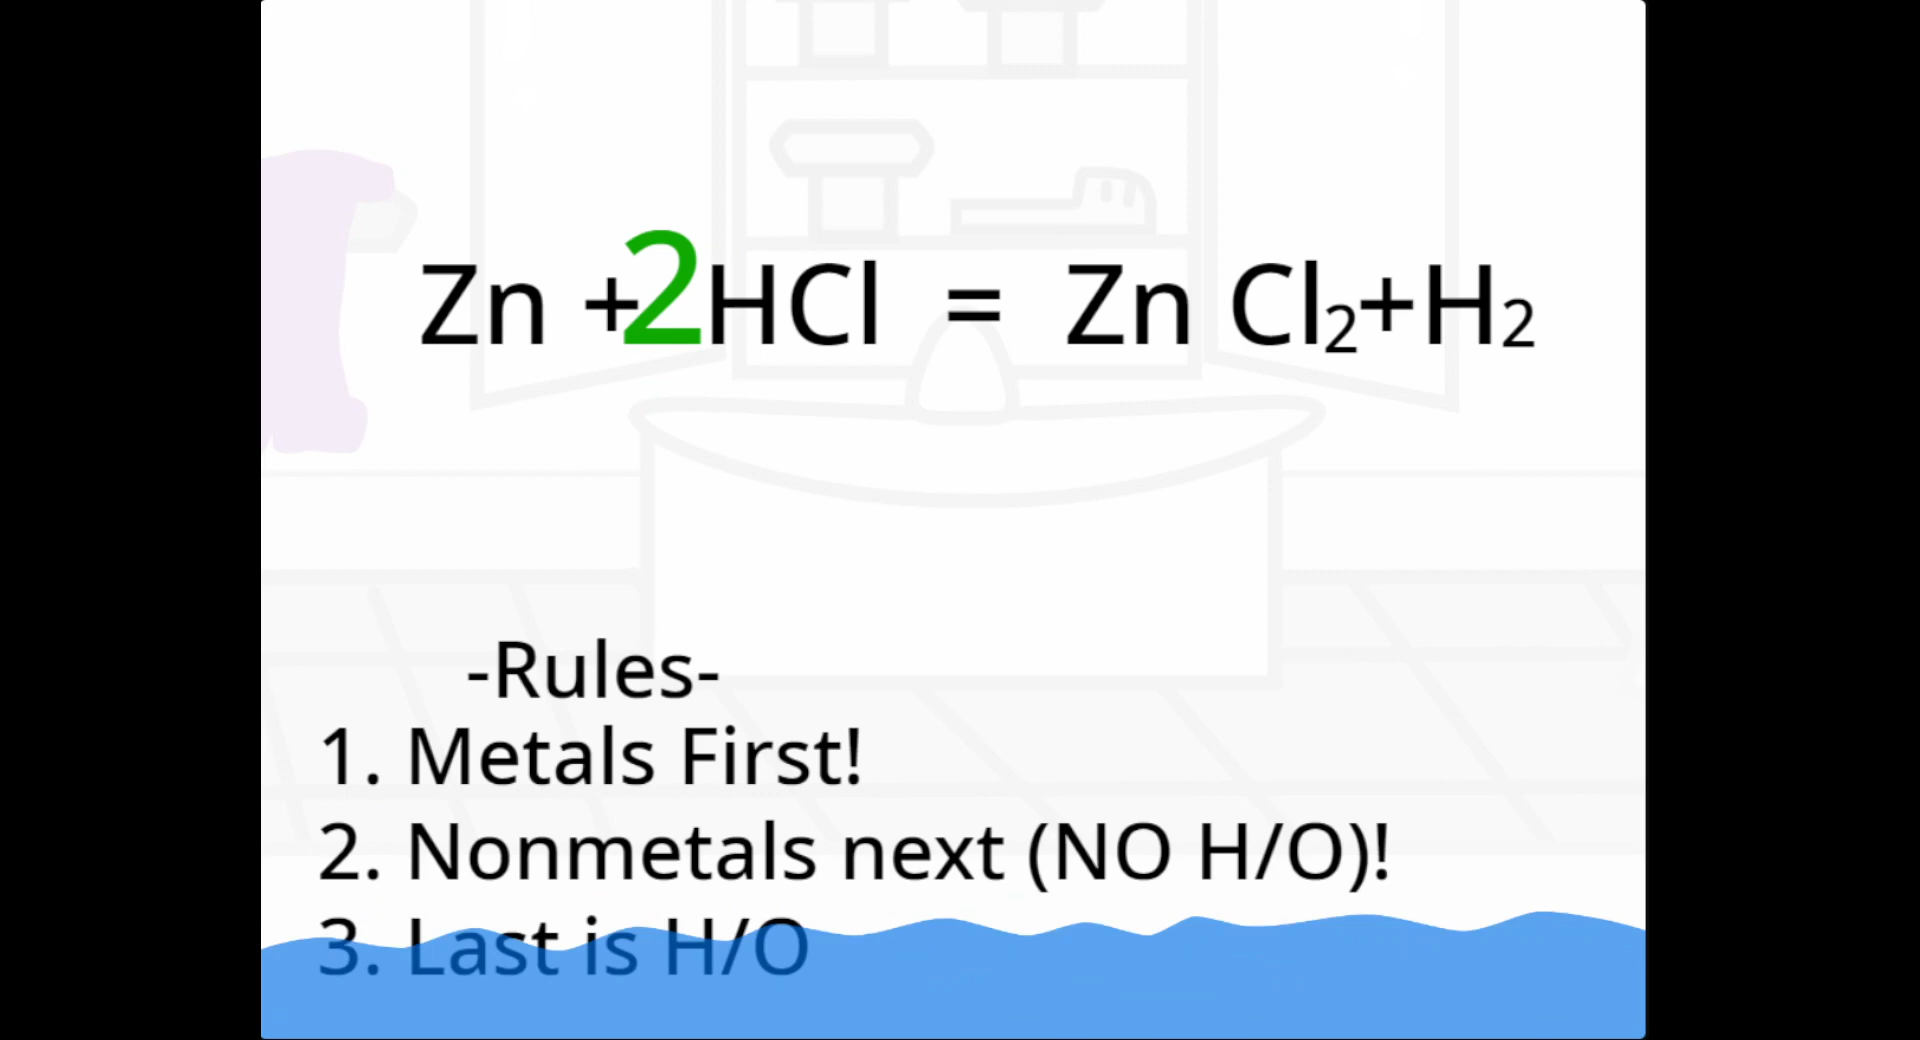 Zn +2HCl = Zn Cl₂+H₂
-Rules-
1. Metals First!
2. Nonmetals next (NO H/O)!
3. Last is H/O